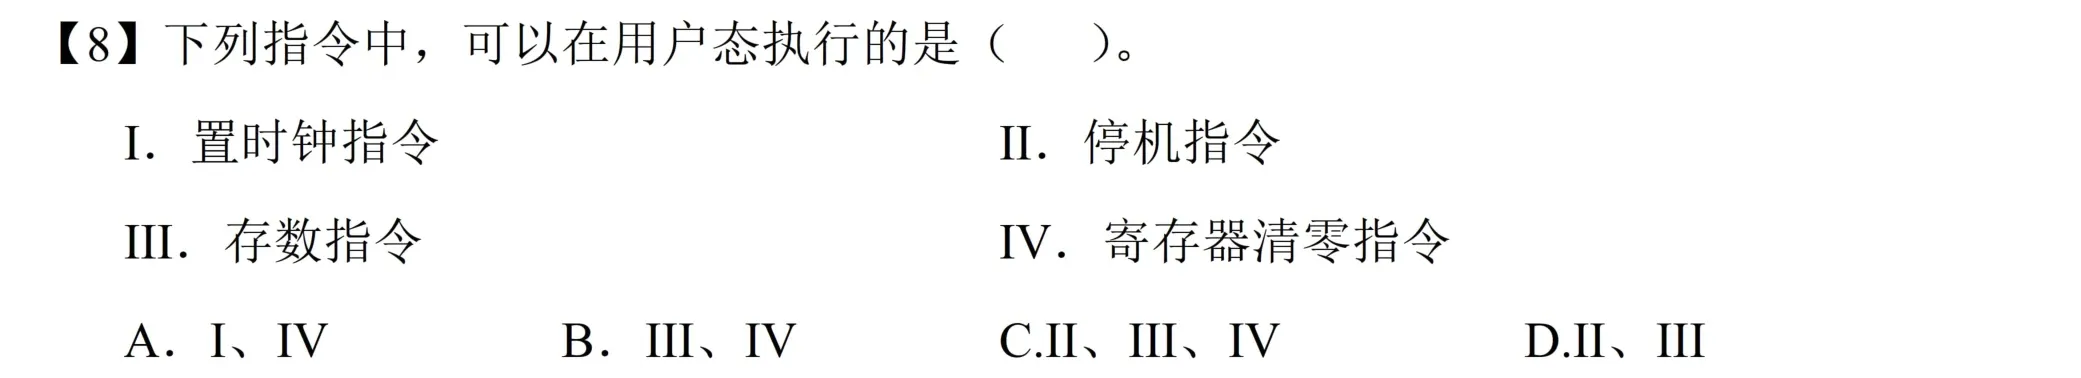 【8】下列指令中，可以在用户态执行的是（    ）。
I．置时钟指令    II．停机指令
III．存数指令    IV．寄存器清零指令
A．I、IV    B．III、IV    C.II、III、IV    D.II、III